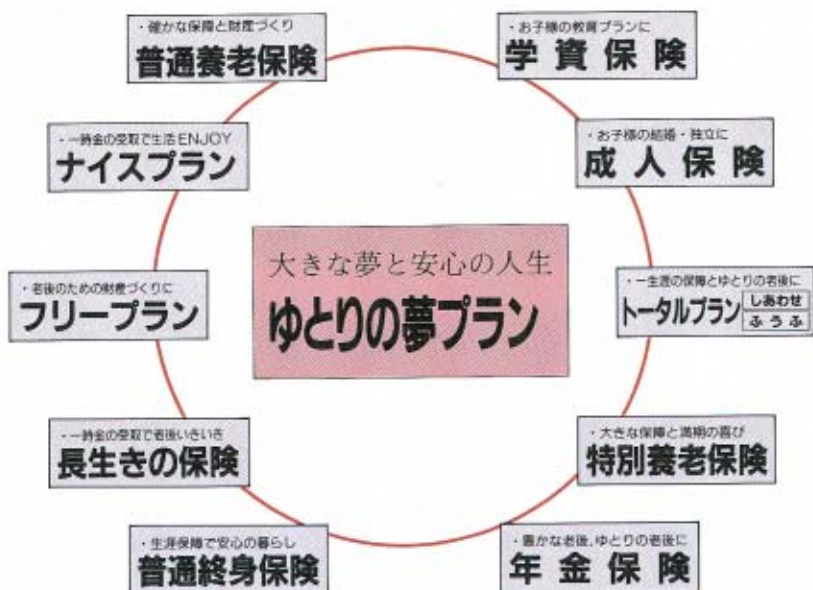 ・確かな保障と財産づくり
普通養老保険
・お子様の教育プランに
学資保険
・一時金の受取で生活ENJOY
ナイスプラン
・お子様の結婚・独立に
成人保険
大きな夢と安心の人生
ゆとりの夢プラン
・老後のための財産づくりに
フリープラン
・一生涯の保障とゆとりの老後に
トータルプラン しあわせ
ふうふ
・一時金の受取で老後いきいき
長生きの保険
・大きな保障と満期の喜び
特別養老保険
・生涯保障で安心の暮らし
普通終身保険
・豊かな老後、ゆとりの老後に
年金保険